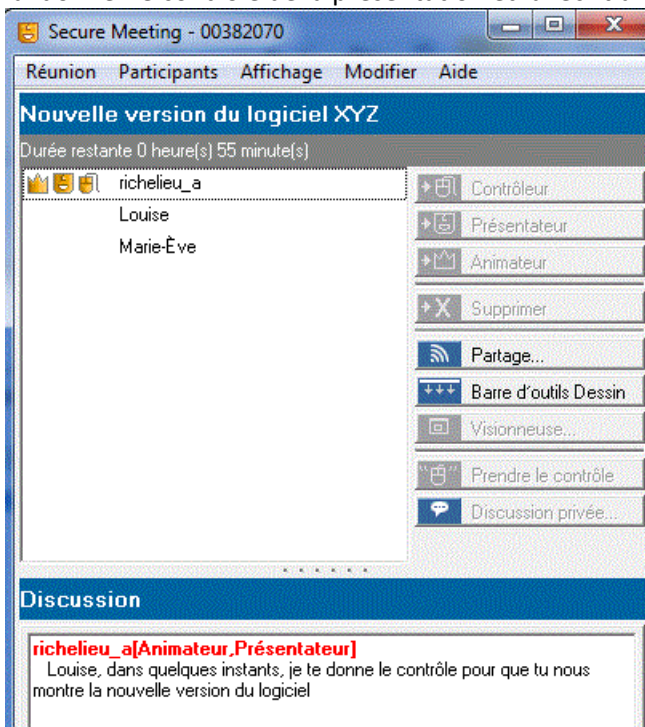 Secure Meeting - 00382070
Réunion Participants Affichage Modifier Aide
Nouvelle version du logiciel XYZ
Durée restante 0 heure(s) 55 minute(s)
richelieu_a
Louise
Marie-Ève
Contrôleur
Présentateur
Animateur
Supprimer
Partage...
Barre d'outils Dessin
Visionneuse...
Prendre le contrôle
Discussion privée...
Discussion
richelieu_a[Animateur,Présentateur]
Louise, dans quelques instants, je te donne le contrôle pour que tu nous
montre la nouvelle version du logiciel